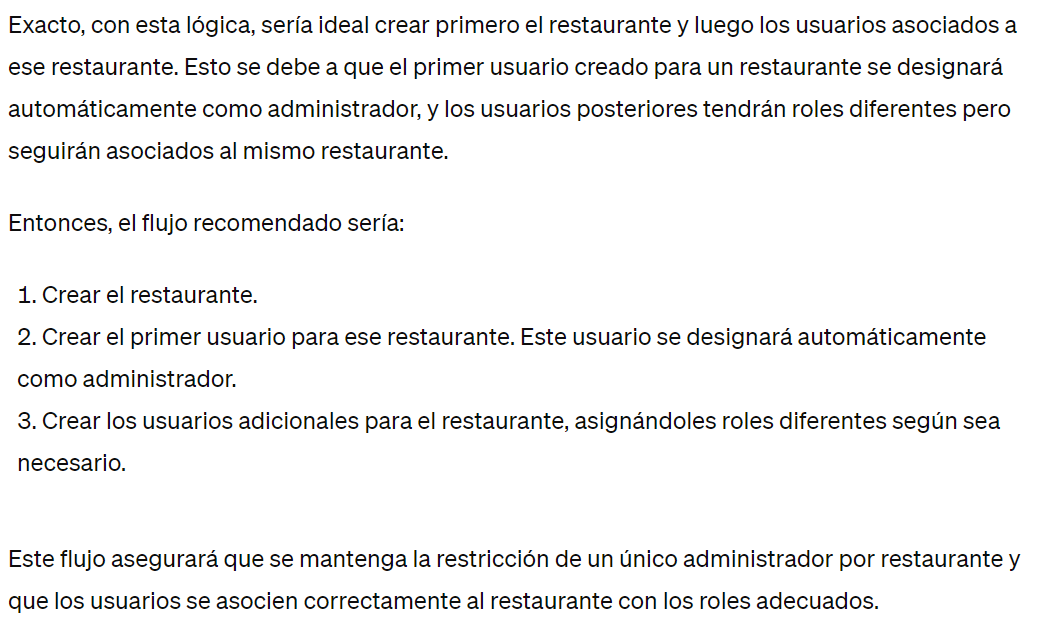 Exacto, con esta lógica, sería ideal crear primero el restaurante y luego los usuarios asociados a
ese restaurante. Esto se debe a que el primer usuario creado para un restaurante se designará
automáticamente como administrador, y los usuarios posteriores tendrán roles diferentes pero
seguirán asociados al mismo restaurante.
Entonces, el flujo recomendado sería:
1. Crear el restaurante.
2. Crear el primer usuario para ese restaurante. Este usuario se designará automáticamente
como administrador.
3. Crear los usuarios adicionales para el restaurante, asignándoles roles diferentes según sea
necesario.
Este flujo asegurará que se mantenga la restricción de un único administrador por restaurante y
que los usuarios se asocien correctamente al restaurante con los roles adecuados.